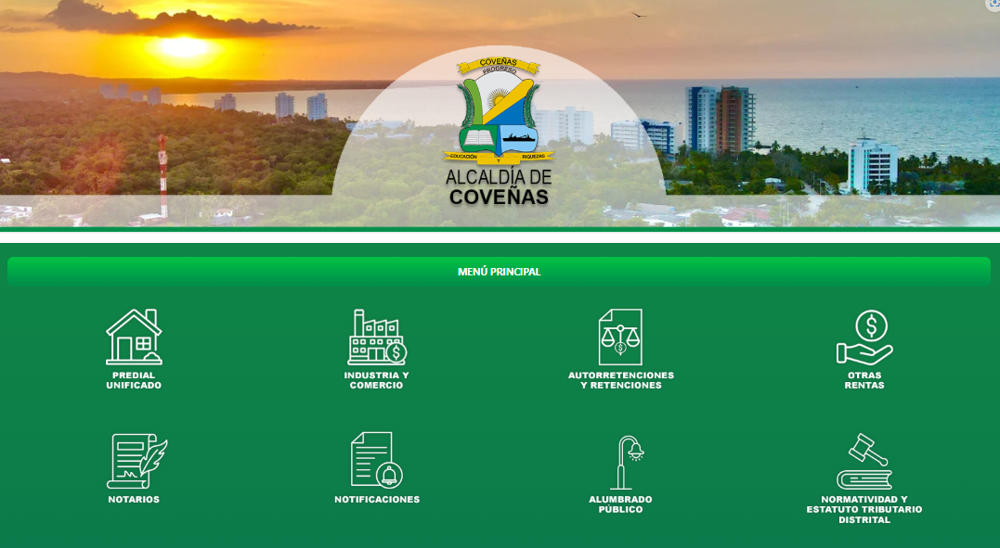 COVEÑAS
PROGRESO
EDUCACIÓN Y RIQUEZAS
ALCALDÍA DE
COVEÑAS
MENÚ PRINCIPAL
PREDIAL
UNIFICADO
INDUSTRIA Y
COMERCIO
AUTORRETENCIONES
Y RETENCIONES
OTRAS
RENTAS
NOTARIOS
NOTIFICACIONES
ALUMBRADO
PÚBLICO
NORMATIVIDAD Y
ESTATUTO TRIBUTARIO
DISTRITAL